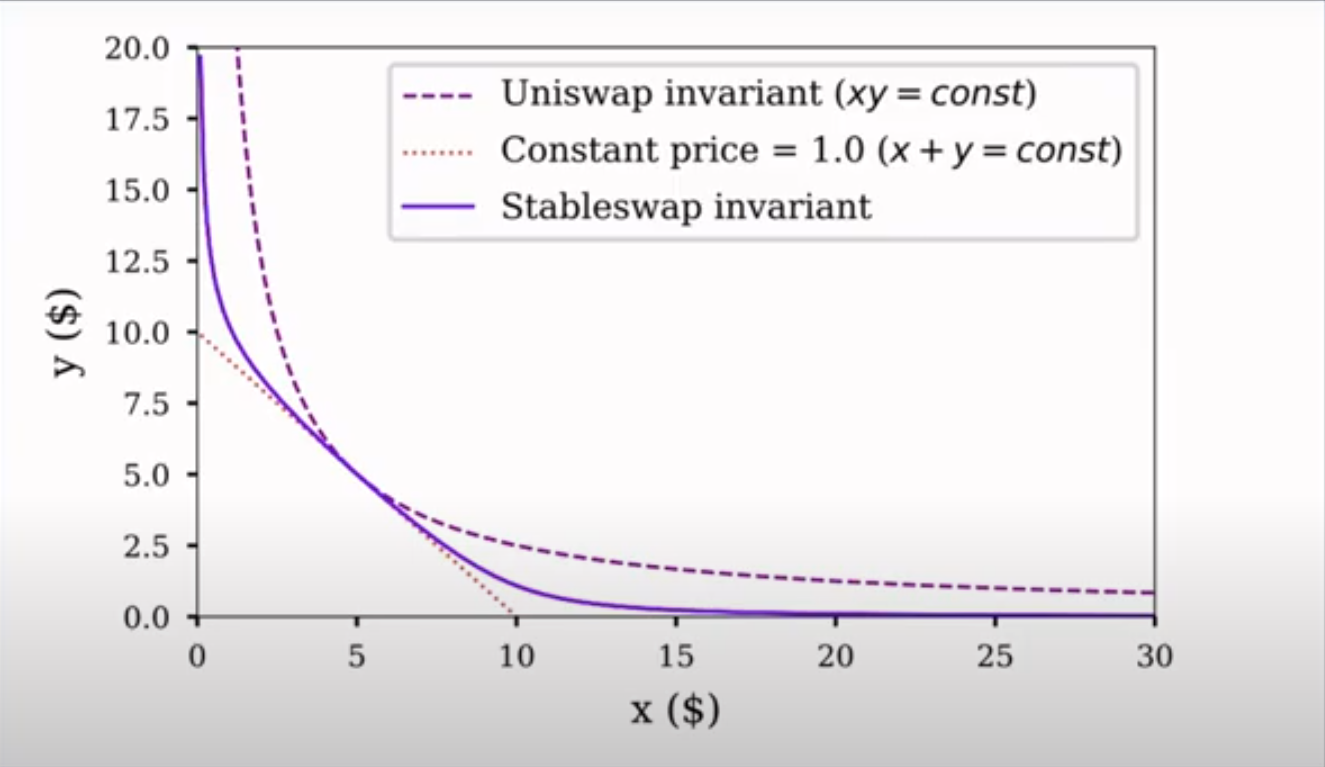 20.0
17.5
15.0
12.5
10.0
7.5
5.0
2.5
0.0
y ($)
Uniswap invariant (xy = const)
Constant price = 1.0 (x + y = const)
Stableswap invariant
0 5 10 15 20 25 30
x ($)